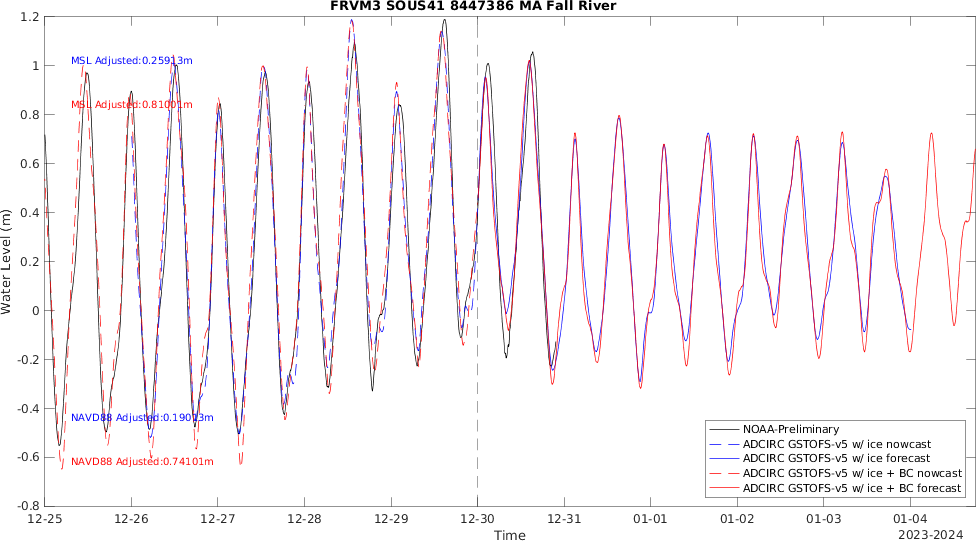 FRVM3 SOUS41 8447386 MA Fall River
1.2
1
0.8
0.6
0.4
0.2
0
-0.2
-0.4
-0.6
-0.8
Water Level (m)
MSL Adjusted:0.25913m
MSL Adjusted:0.81001m
NAVD88 Adjusted:0.19013m
NAVD88 Adjusted:0.74101m
NOAA-Preliminary
ADCIRC GSTOFS-v5 w/ ice nowcast
ADCIRC GSTOFS-v5 w/ ice forecast
ADCIRC GSTOFS-v5 w/ ice + BC nowcast
ADCIRC GSTOFS-v5 w/ ice + BC forecast
12-25 12-26 12-27 12-28 12-29 12-30 12-31 01-01 01-02 01-03 01-04
Time
2023-2024